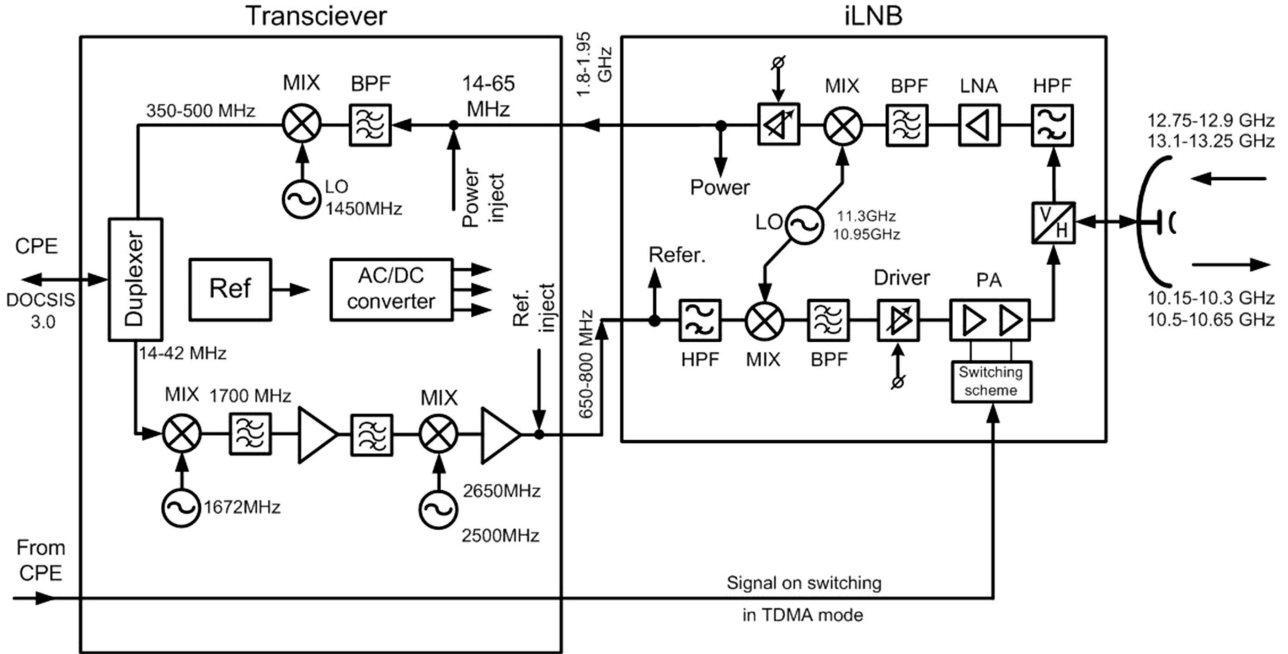 Transciever
iLNB
MIX
BPF
14-65
MHz
350-500 MHz
LO
1450MHz
Power
inject
1.8-1.95
GHz
MIX
BPF
LNA
HPF
Power
12.75-12.9 GHz
13.1-13.25 GHz
V
H
LO
11.3GHz
10.95GHz
CPE
DOCSIS
3.0
Duplexer
Ref
AC/DC
converter
Ref.
inject
650-800 MHz
Refer.
HPF
MIX
BPF
Driver
PA
Switching
scheme
10.15-10.3 GHz
10.5-10.65 GHz
14-42 MHz
MIX
1700 MHz
MIX
1672MHz
2650MHz
2500MHz
From
CPE
Signal on switching
in TDMA mode